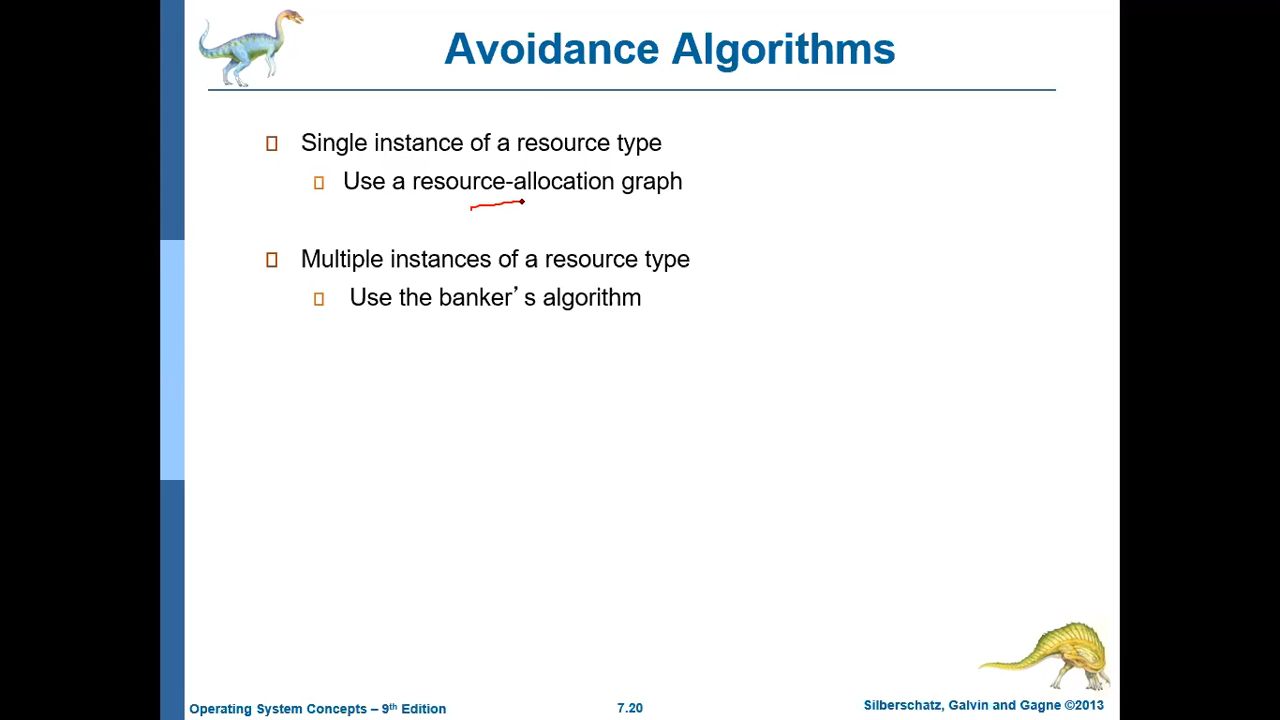 Avoidance Algorithms
Single instance of a resource type
Use a resource-allocation graph
Multiple instances of a resource type
Use the banker’s algorithm
Operating System Concepts – 9th Edition
7.20
Silberschatz, Galvin and Gagne ©2013